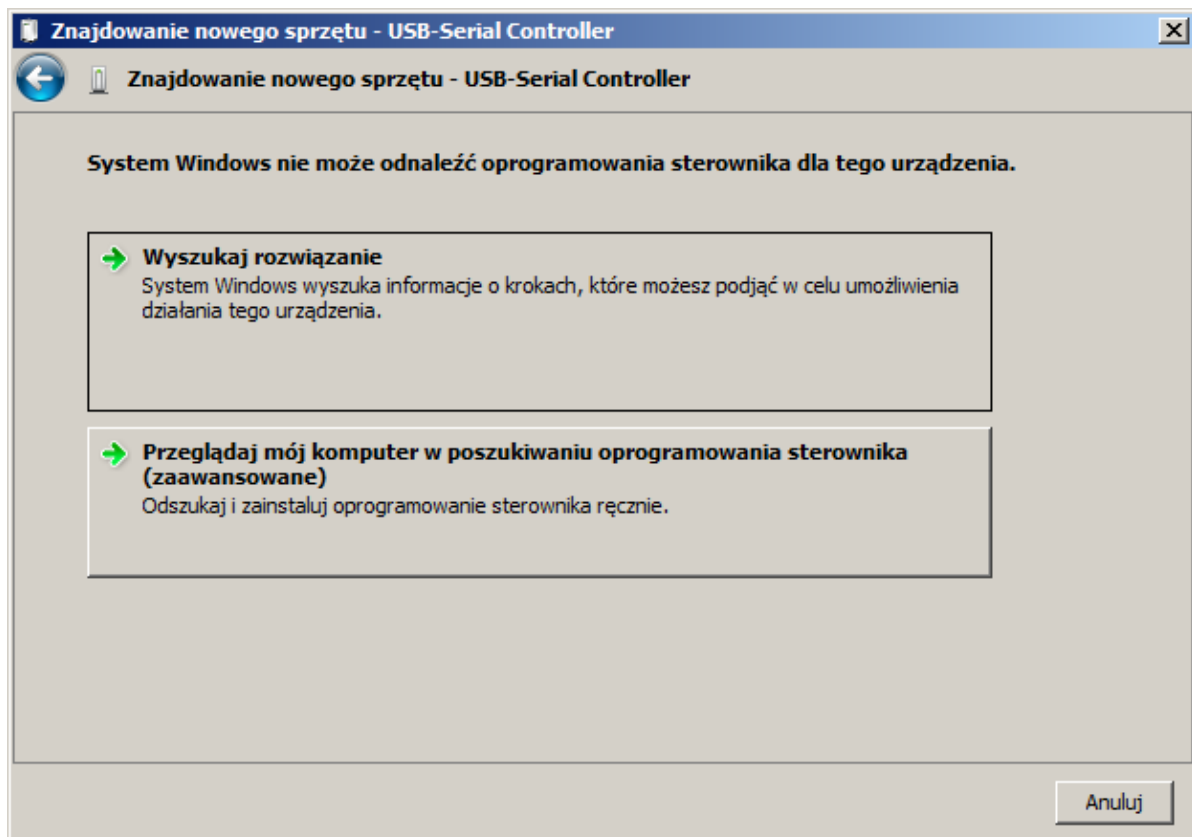 Znajdowanie nowego sprzętu - USB-Serial Controller
Znajdowanie nowego sprzętu - USB-Serial Controller
System Windows nie może odnaleźć oprogramowania sterownika dla tego urządzenia.
Wyszukaj rozwiązanie
System Windows wyszuka informacje o krokach, które możesz podjąć w celu umożliwienia
działania tego urządzenia.
Przeglądaj mój komputer w poszukiwaniu oprogramowania sterownika
(zaawansowane)
Odszukaj i zainstaluj oprogramowanie sterownika ręcznie.
Anuluj